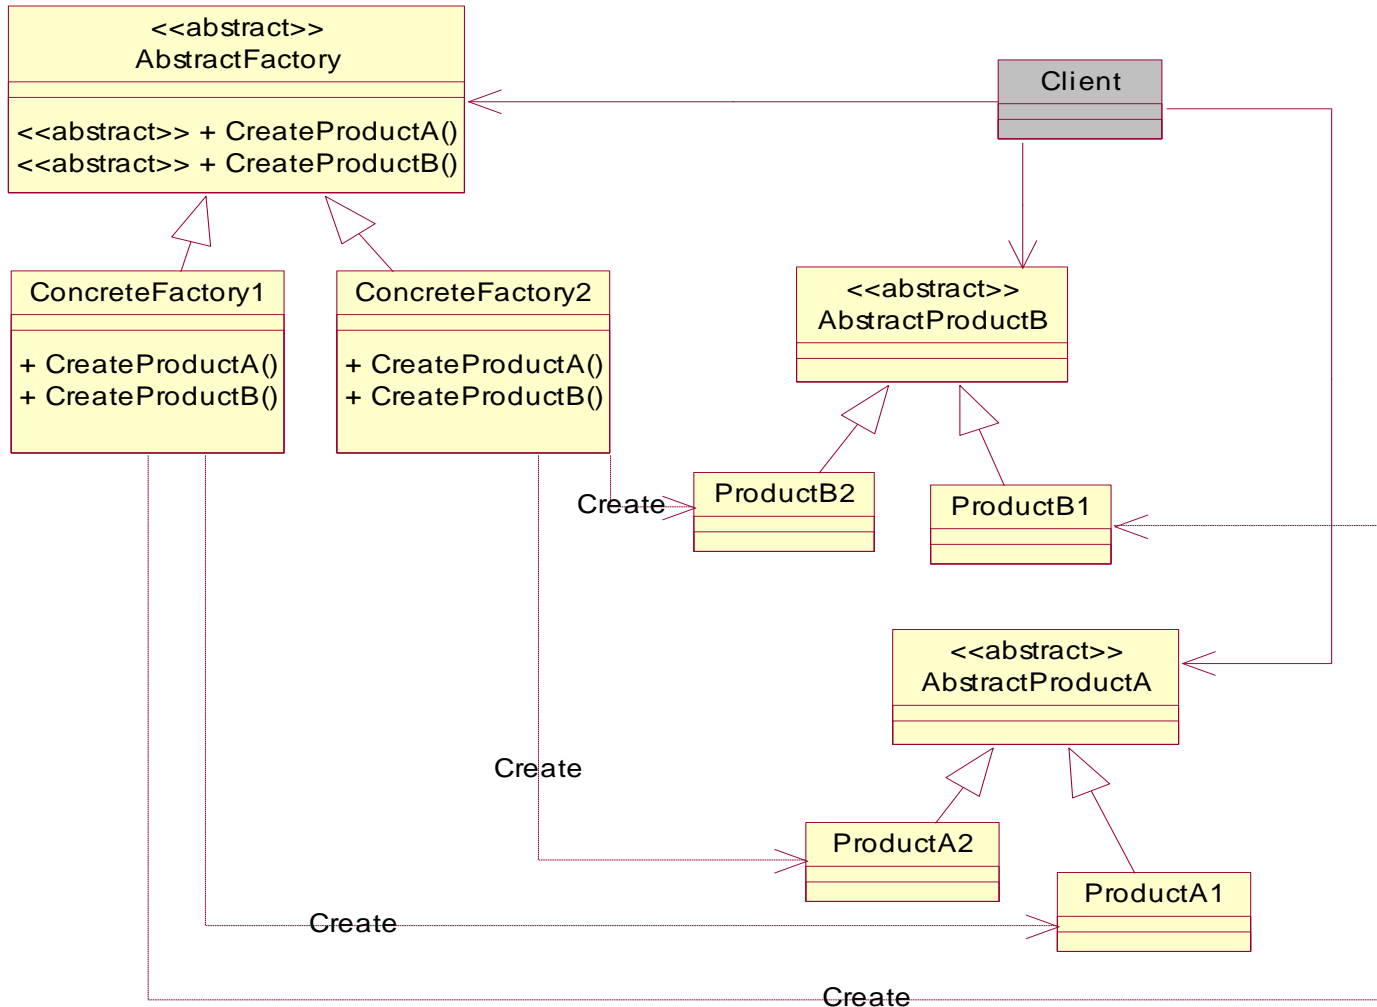 <<abstract>>
AbstractFactory
<<abstract>> + CreateProductA()
<<abstract>> + CreateProductB()
Client
ConcreteFactory1
+ CreateProductA()
+ CreateProductB()
ConcreteFactory2
+ CreateProductA()
+ CreateProductB()
<<abstract>>
AbstractProductB
Create
ProductB2
ProductB1
<<abstract>>
AbstractProductA
Create
ProductA2
ProductA1
Create
Create